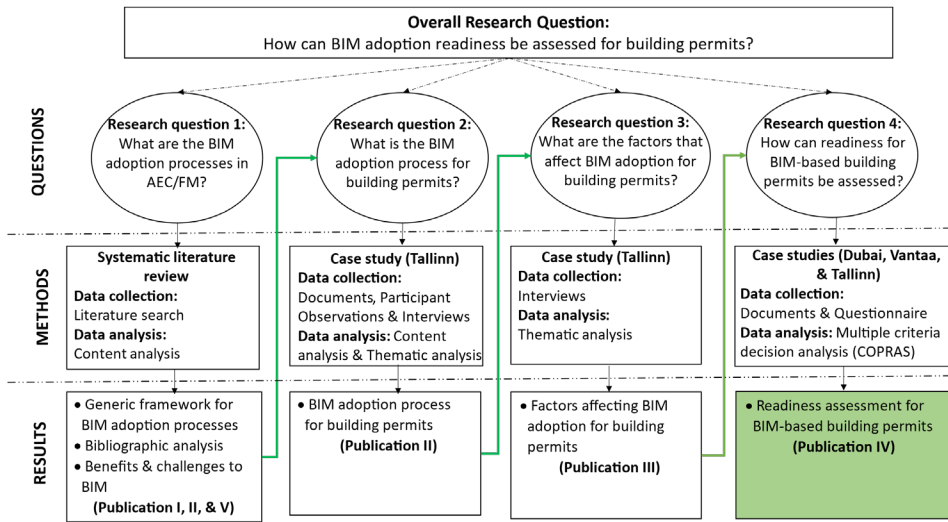 Overall Research Question:
How can BIM adoption readiness be assessed for building permits?
QUESTIONS
Research question 1:
What are the BIM
adoption processes in
AEC/FM?
Research question 2:
What is the BIM
adoption process for
building permits?
Research question 3:
What are the factors that
affect BIM adoption for
building permits?
Research question 4:
How can readiness for
BIM-based building
permits be assessed?
METHODS
Systematic literature
review
Data collection:
Literature search
Data analysis:
Content analysis
Case study (Tallinn)
Data collection:
Documents, Participant
Observations & Interviews
Data analysis: Content
analysis & Thematic analysis
Case study (Tallinn)
Data collection:
Interviews
Data analysis:
Thematic analysis
Case studies (Dubai, Vantaa,
& Tallinn)
Data collection:
Documents & Questionnaire
Data analysis: Multiple criteria
decision analysis (COPRAS)
RESULTS
• Generic framework for
BIM adoption processes
• Bibliographic analysis
• Benefits & challenges to
BIM
(Publication I, II, & V)
• BIM adoption process
for building permits
(Publication II)
• Factors affecting BIM
adoption for building
permits
(Publication III)
• Readiness assessment for
BIM-based building permits
(Publication IV)